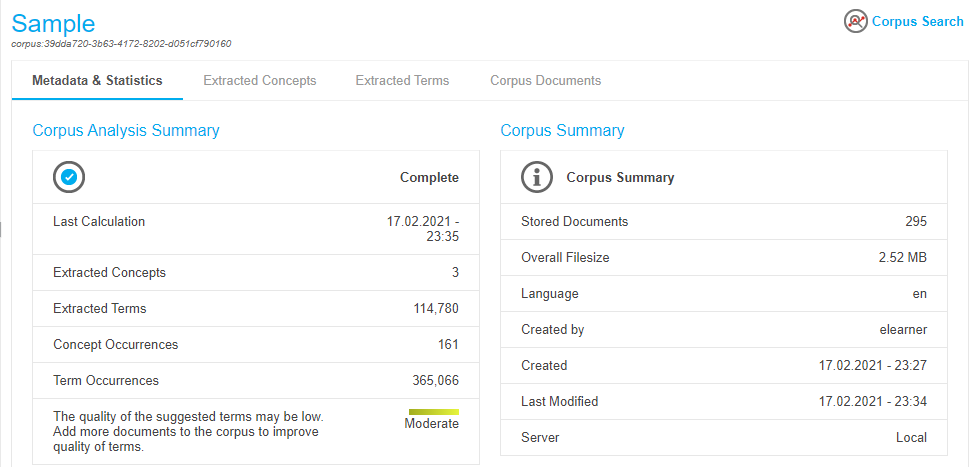 Sample
corpus:39dda720-3b63-4172-8202-d051cf790160
Corpus Search
Metadata & Statistics
Extracted Concepts
Extracted Terms
Corpus Documents
Corpus Analysis Summary
Complete
Last Calculation
17.02.2021 -
23:35
Extracted Concepts
3
Extracted Terms
114,780
Concept Occurrences
161
Term Occurrences
365,066
The quality of the suggested terms may be low.
Add more documents to the corpus to improve
quality of terms.
Moderate
Corpus Summary
Corpus Summary
Stored Documents
295
Overall Filesize
2.52 MB
Language
en
Created by
elearner
Created
17.02.2021 - 23:27
Last Modified
17.02.2021 - 23:34
Server
Local